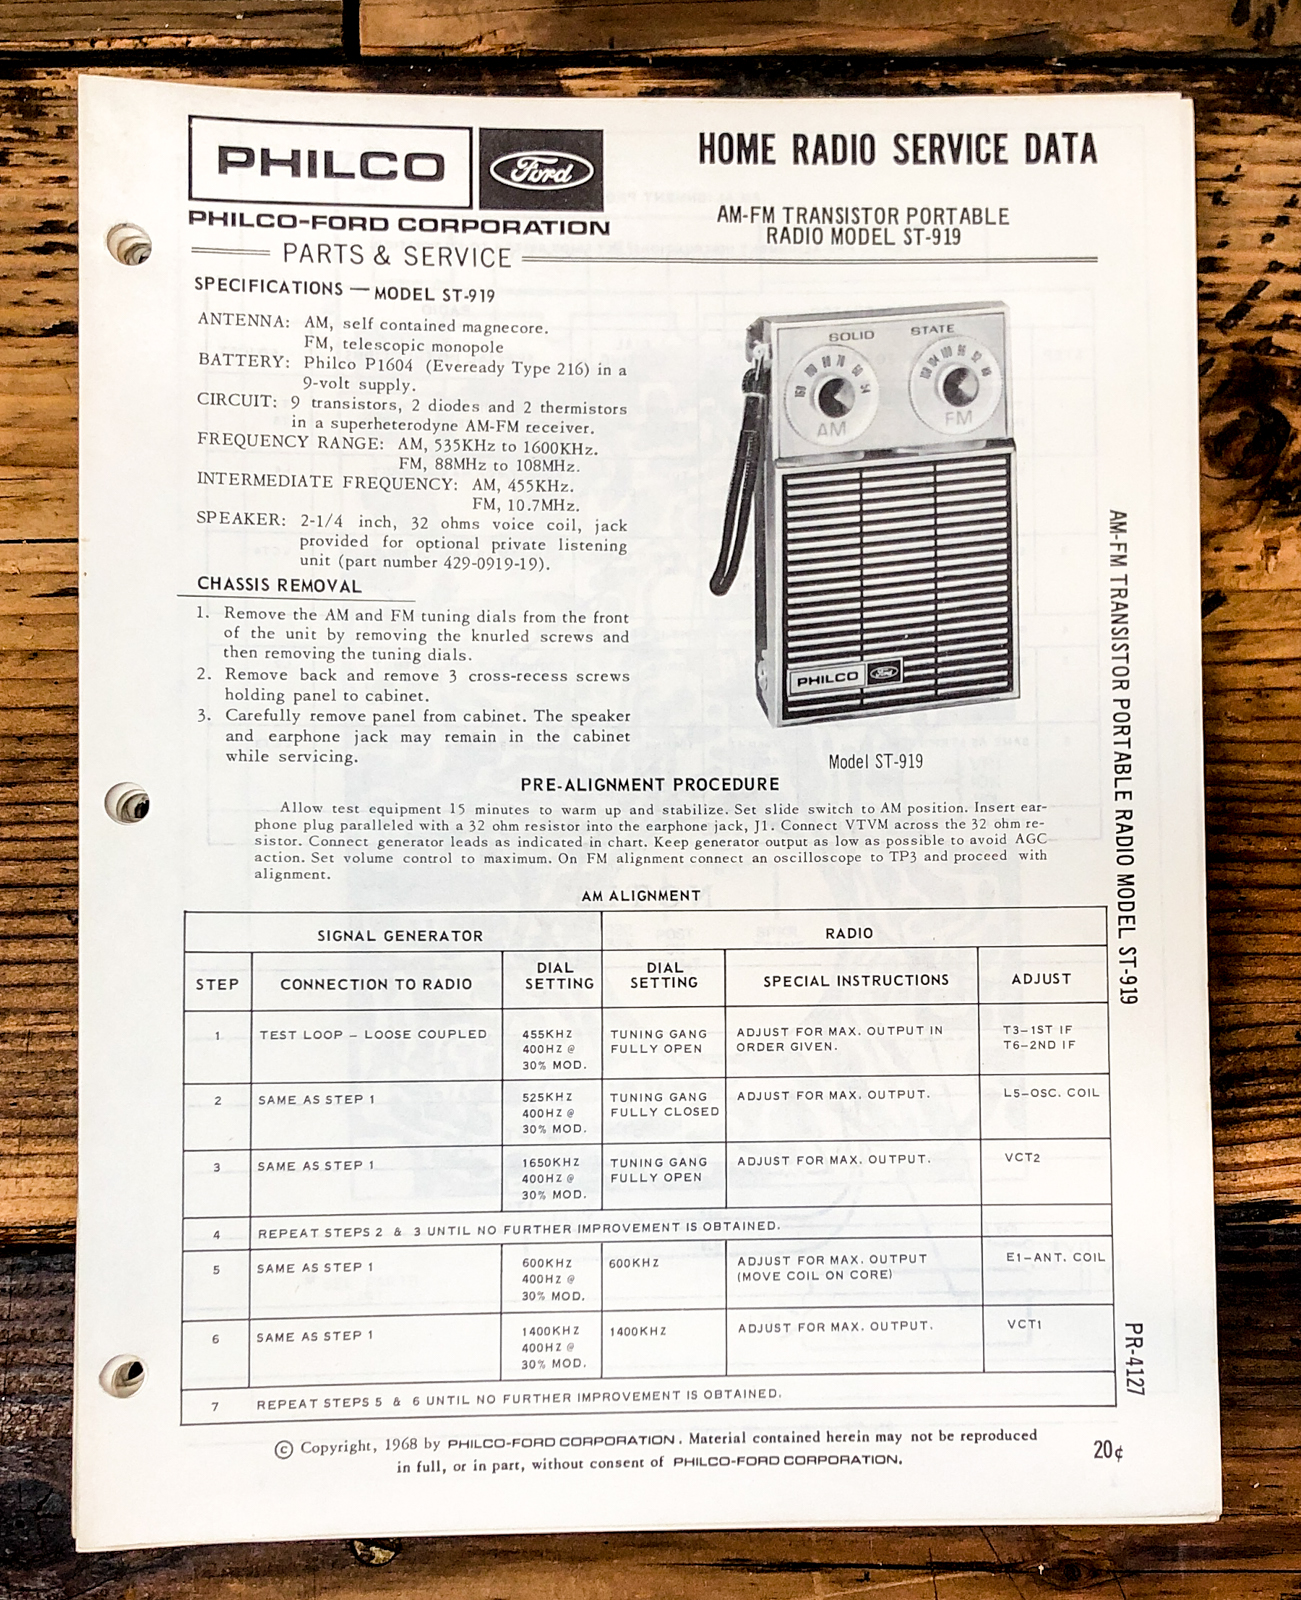 PHILCO
Ford
PHILCO-FORD CORPORATION
PARTS & SERVICE
HOME RADIO SERVICE DATA
AM-FM TRANSISTOR PORTABLE
RADIO MODEL ST-919
SPECIFICATIONS — MODEL ST-919
ANTENNA: AM, self contained magnecore.
FM, telescopic monopole
BATTERY: Philco P1604 (Eveready Type 216) in a
9-volt supply.
CIRCUIT: 9 transistors, 2 diodes and 2 thermistors
in a superheterodyne AM-FM receiver.
FREQUENCY RANGE: AM, 535KHz to 1600KHz.
FM, 88MHz to 108MHz.
INTERMEDIATE FREQUENCY: AM, 455KHz.
FM, 10.7MHz.
SPEAKER: 2-1/4 inch, 32 ohms voice coil, jack
provided for optional private listening
unit (part number 429-0919-19).
CHASSIS REMOVAL
1. Remove the AM and FM tuning dials from the front
of the unit by removing the knurled screws and
then removing the tuning dials.
2. Remove back and remove 3 cross-recess screws
holding panel to cabinet.
3. Carefully remove panel from cabinet. The speaker
and earphone jack may remain in the cabinet
while servicing.
SOLID STATE
AM
FM
PHILCO Ford
Model ST-919
PRE-ALIGNMENT PROCEDURE
Allow test equipment 15 minutes to warm up and stabilize. Set slide switch to AM position. Insert ear-
phone plug paralleled with a 32 ohm resistor into the earphone jack, J1. Connect VTVM across the 32 ohm re-
sistor. Connect generator leads as indicated in chart. Keep generator output as low as possible to avoid AGC
action. Set volume control to maximum. On FM alignment connect an oscilloscope to TP3 and proceed with
alignment.
AM ALIGNMENT
SIGNAL GENERATOR RADIO
STEP CONNECTION TO RADIO DIAL SETTING DIAL SETTING SPECIAL INSTRUCTIONS ADJUST
1 TEST LOOP – LOOSE COUPLED 455KHZ TUNING GANG ADJUST FOR MAX. OUTPUT IN T3–1ST IF
400HZ @ FULLY OPEN ORDER GIVEN. T6–2ND IF
30% MOD.
2 SAME AS STEP 1 525KHZ TUNING GANG ADJUST FOR MAX. OUTPUT. L5–OSC. COIL
400HZ @ FULLY CLOSED
30% MOD.
3 SAME AS STEP 1 1650KHZ TUNING GANG ADJUST FOR MAX. OUTPUT. VCT2
400HZ @ FULLY OPEN
30% MOD.
4 REPEAT STEPS 2 & 3 UNTIL NO FURTHER IMPROVEMENT IS OBTAINED.
5 SAME AS STEP 1 600KHZ 600KHZ ADJUST FOR MAX. OUTPUT E1–ANT. COIL
400HZ @ (MOVE COIL ON CORE)
30% MOD.
6 SAME AS STEP 1 1400KHZ 1400KHZ ADJUST FOR MAX. OUTPUT. VCT1
400HZ @
30% MOD.
7 REPEAT STEPS 5 & 6 UNTIL NO FURTHER IMPROVEMENT IS OBTAINED.
© Copyright, 1968 by PHILCO-FORD CORPORATION. Material contained herein may not be reproduced
in full, or in part, without consent of PHILCO-FORD CORPORATION.
20¢
AM-FM TRANSISTOR PORTABLE RADIO MODEL ST-919
PR-4127